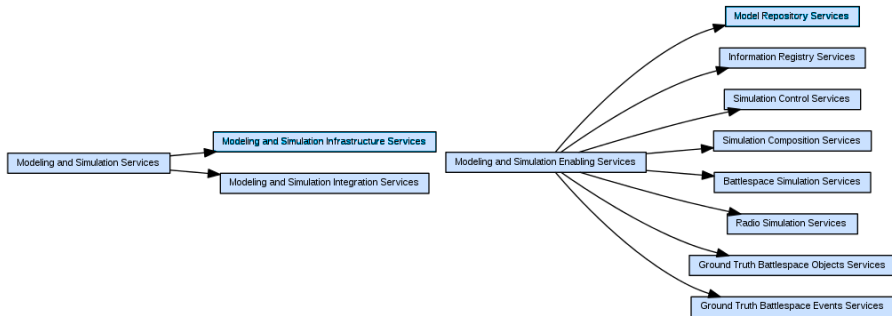 Model Repository Services
Information Registry Services
Simulation Control Services
Modeling and Simulation Infrastructure Services
Simulation Composition Services
Modeling and Simulation Services
Modeling and Simulation Enabling Services
Modeling and Simulation Integration Services
Battlespace Simulation Services
Radio Simulation Services
Ground Truth Battlespace Objects Services
Ground Truth Battlespace Events Services